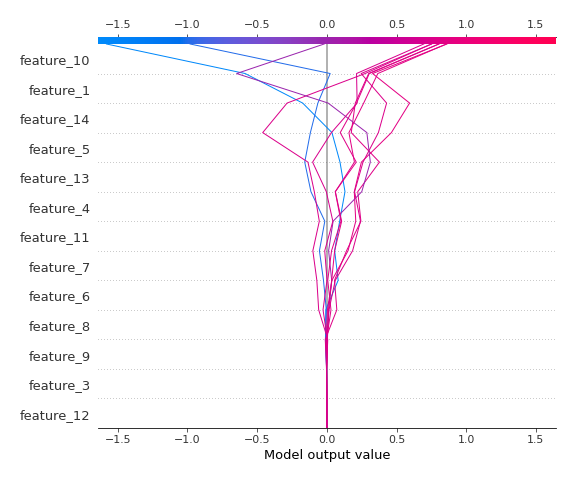 −1.5 −1.0 −0.5 0.0 0.5 1.0 1.5
feature_10
feature_1
feature_14
feature_5
feature_13
feature_4
feature_11
feature_7
feature_6
feature_8
feature_9
feature_3
feature_12
−1.5 −1.0 −0.5 0.0 0.5 1.0 1.5
Model output value